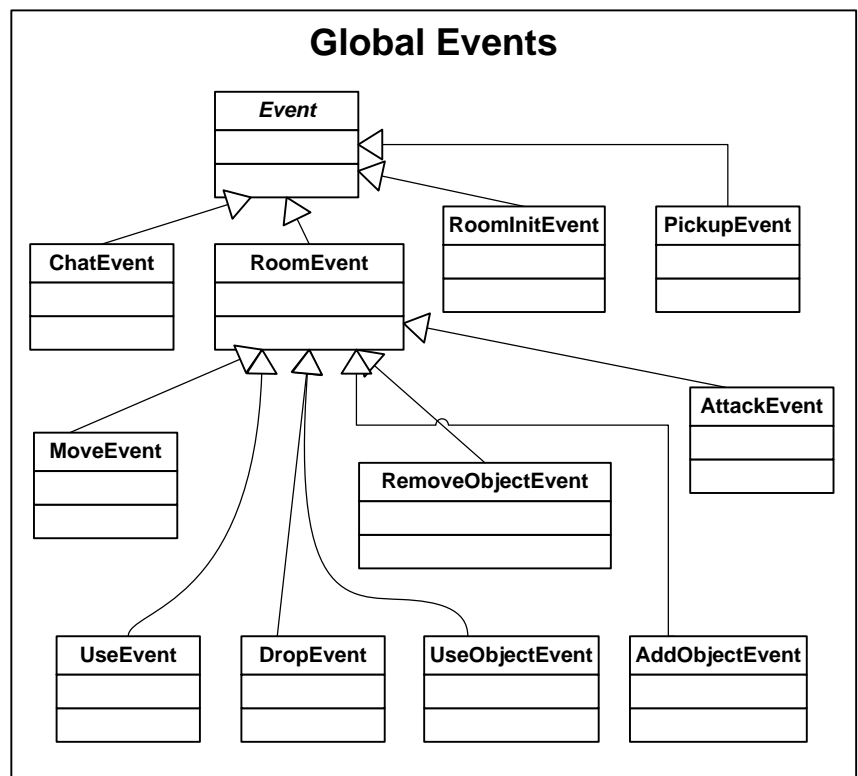 Global Events
Event
RoomInitEvent
PickupEvent
ChatEvent
RoomEvent
AttackEvent
MoveEvent
RemoveObjectEvent
UseEvent
DropEvent
UseObjectEvent
AddObjectEvent